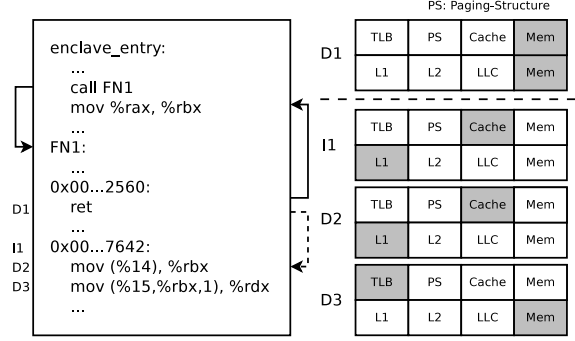 PS: Paging-Structure
enclave_entry:
...
call FN1
mov %rax, %rbx
...
FN1:
...
0x00...2560:
D1 ret
...
I1 0x00...7642:
D2 mov (%14), %rbx
D3 mov (%15,%rbx,1), %rdx
...
D1
TLB PS Cache Mem
L1 L2 LLC Mem
I1
TLB PS Cache Mem
L1 L2 LLC Mem
D2
TLB PS Cache Mem
L1 L2 LLC Mem
D3
TLB PS Cache Mem
L1 L2 LLC Mem